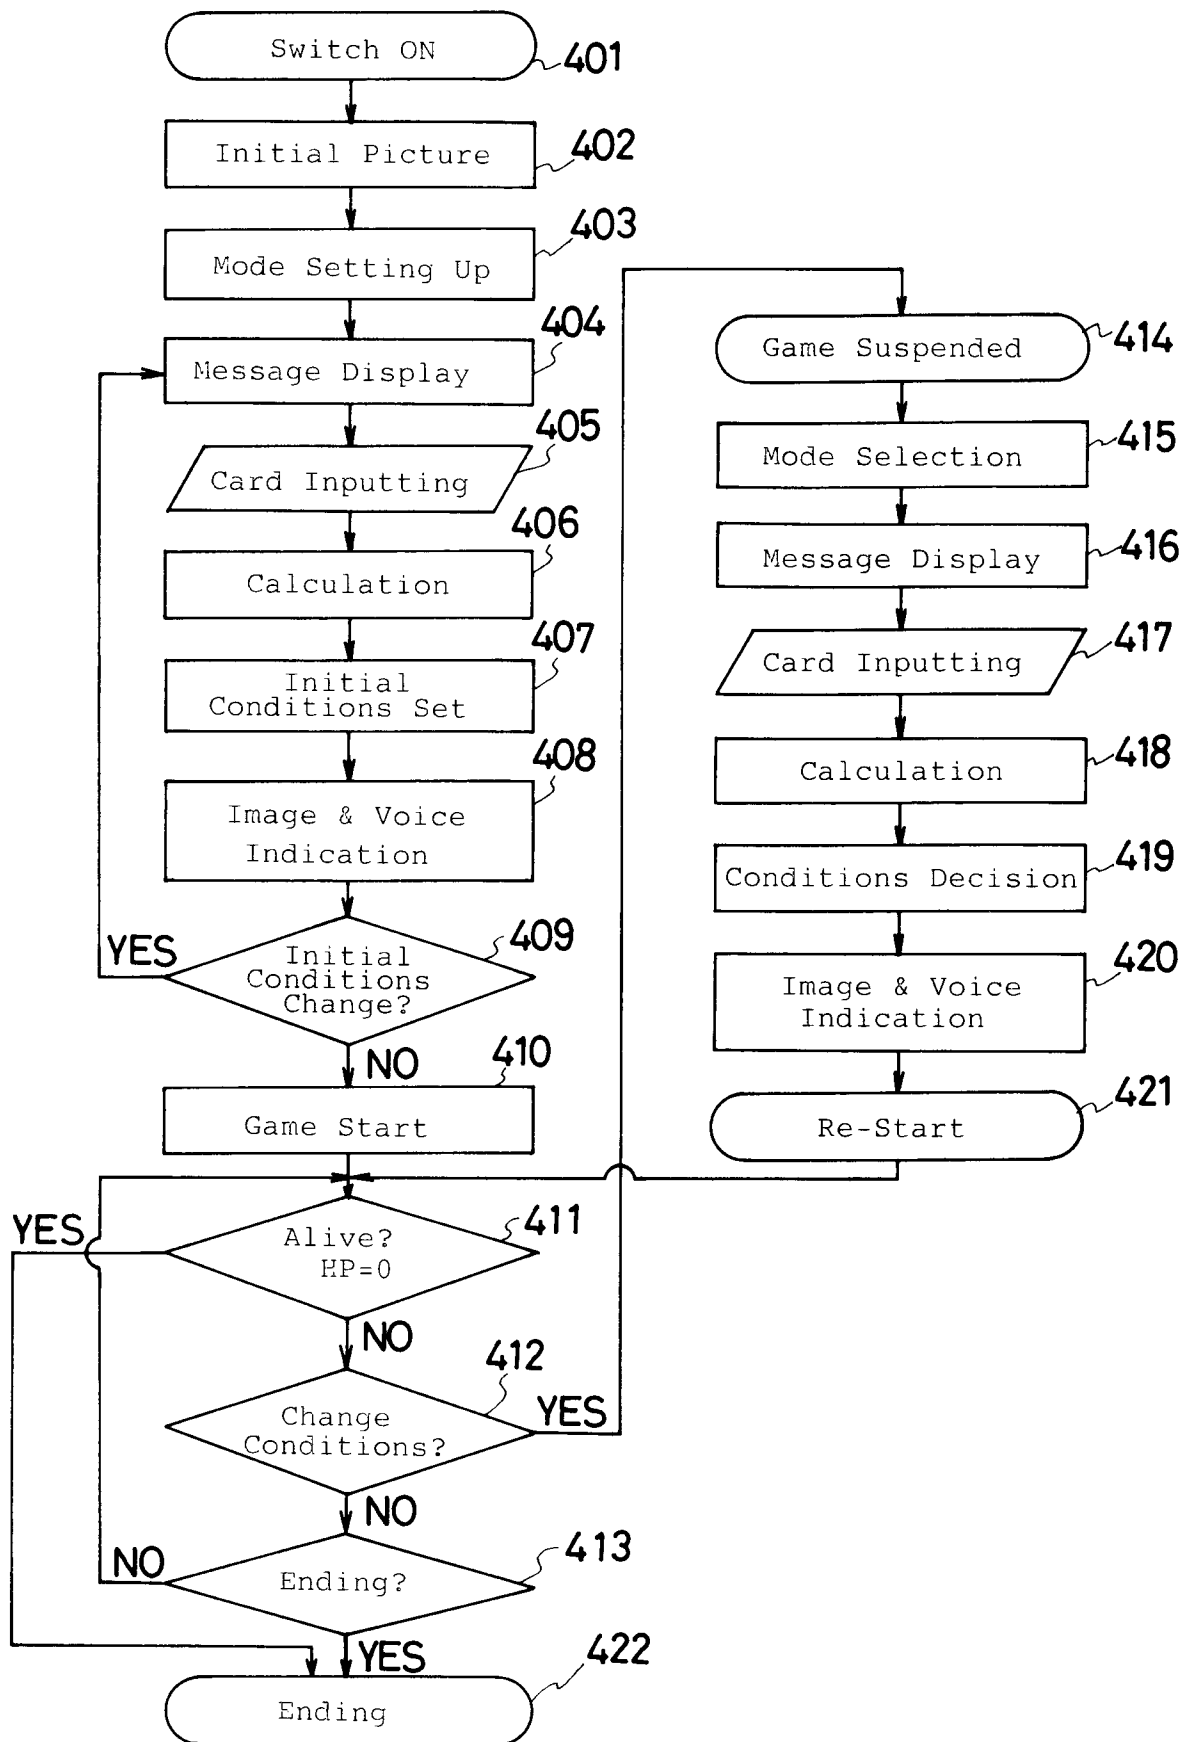 Switch ON
401
Initial Picture
402
Mode Setting Up
403
Message Display
404
Card Inputting
405
Calculation
406
Initial
Conditions Set
407
Image & Voice
Indication
408
Initial
Conditions
Change?
409
YES
NO
Game Start
410
Alive?
HP=0
411
YES
NO
Change
Conditions?
412
YES
NO
Ending?
413
NO
YES
Ending
422
Game Suspended
414
Mode Selection
415
Message Display
416
Card Inputting
417
Calculation
418
Conditions Decision
419
Image & Voice
Indication
420
Re-Start
421